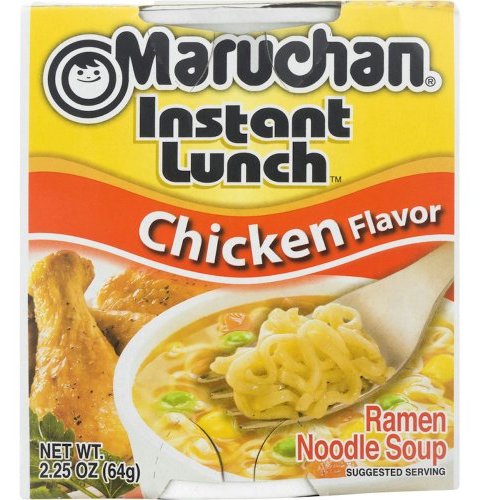 Maruchan®
Instant
Lunch™
Chicken Flavor
Ramen
Noodle Soup
SUGGESTED SERVING
NET WT.
2.25 OZ (64g)